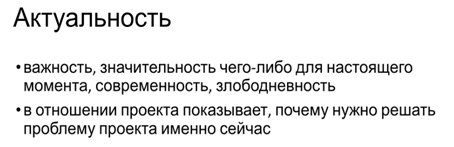 Актуальность
•важность, значительность чего-либо для настоящего
момента, современность, злободневность
•в отношении проекта показывает, почему нужно решать
проблему проекта именно сейчас